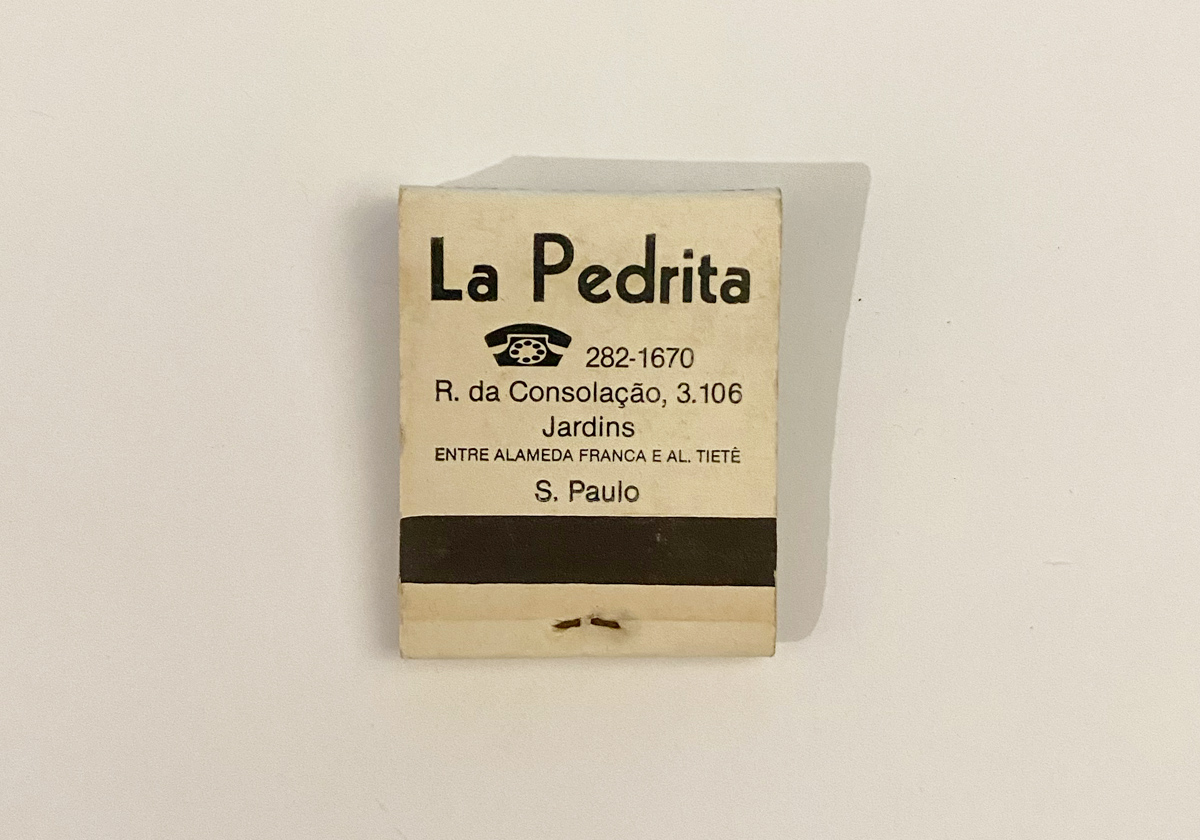 La Pedrita
282-1670
R. da Consolação, 3.106
Jardins
ENTRE ALAMEDA FRANCA E AL. TIETÊ
S. Paulo